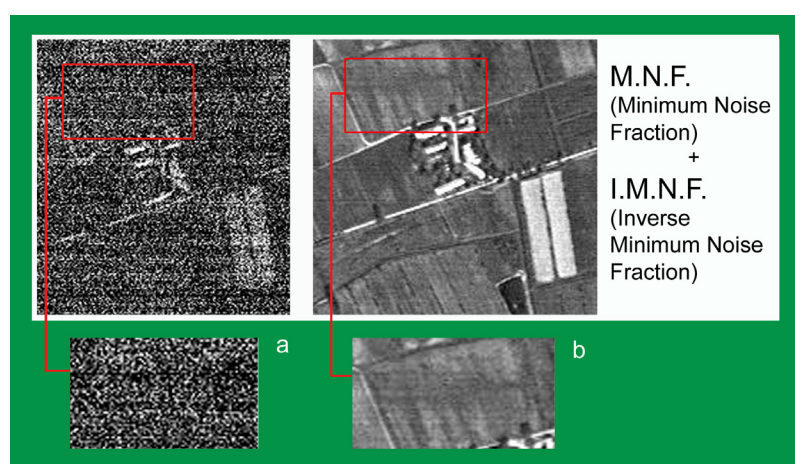 M.N.F.
(Minimum Noise
Fraction)
+
I.M.N.F.
(Inverse
Minimum Noise
Fraction)
a
b